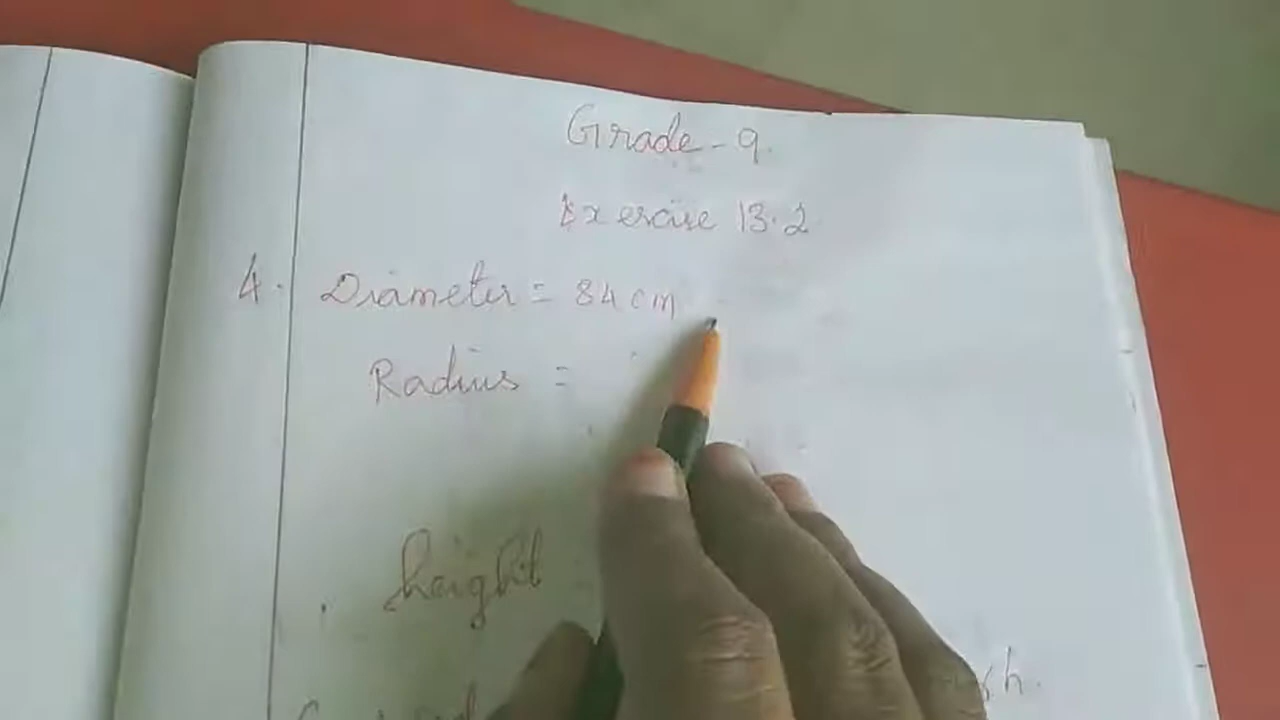 Grade - 9.
Exercise 13.2
4. Diameter = 84 cm
Radius =
height